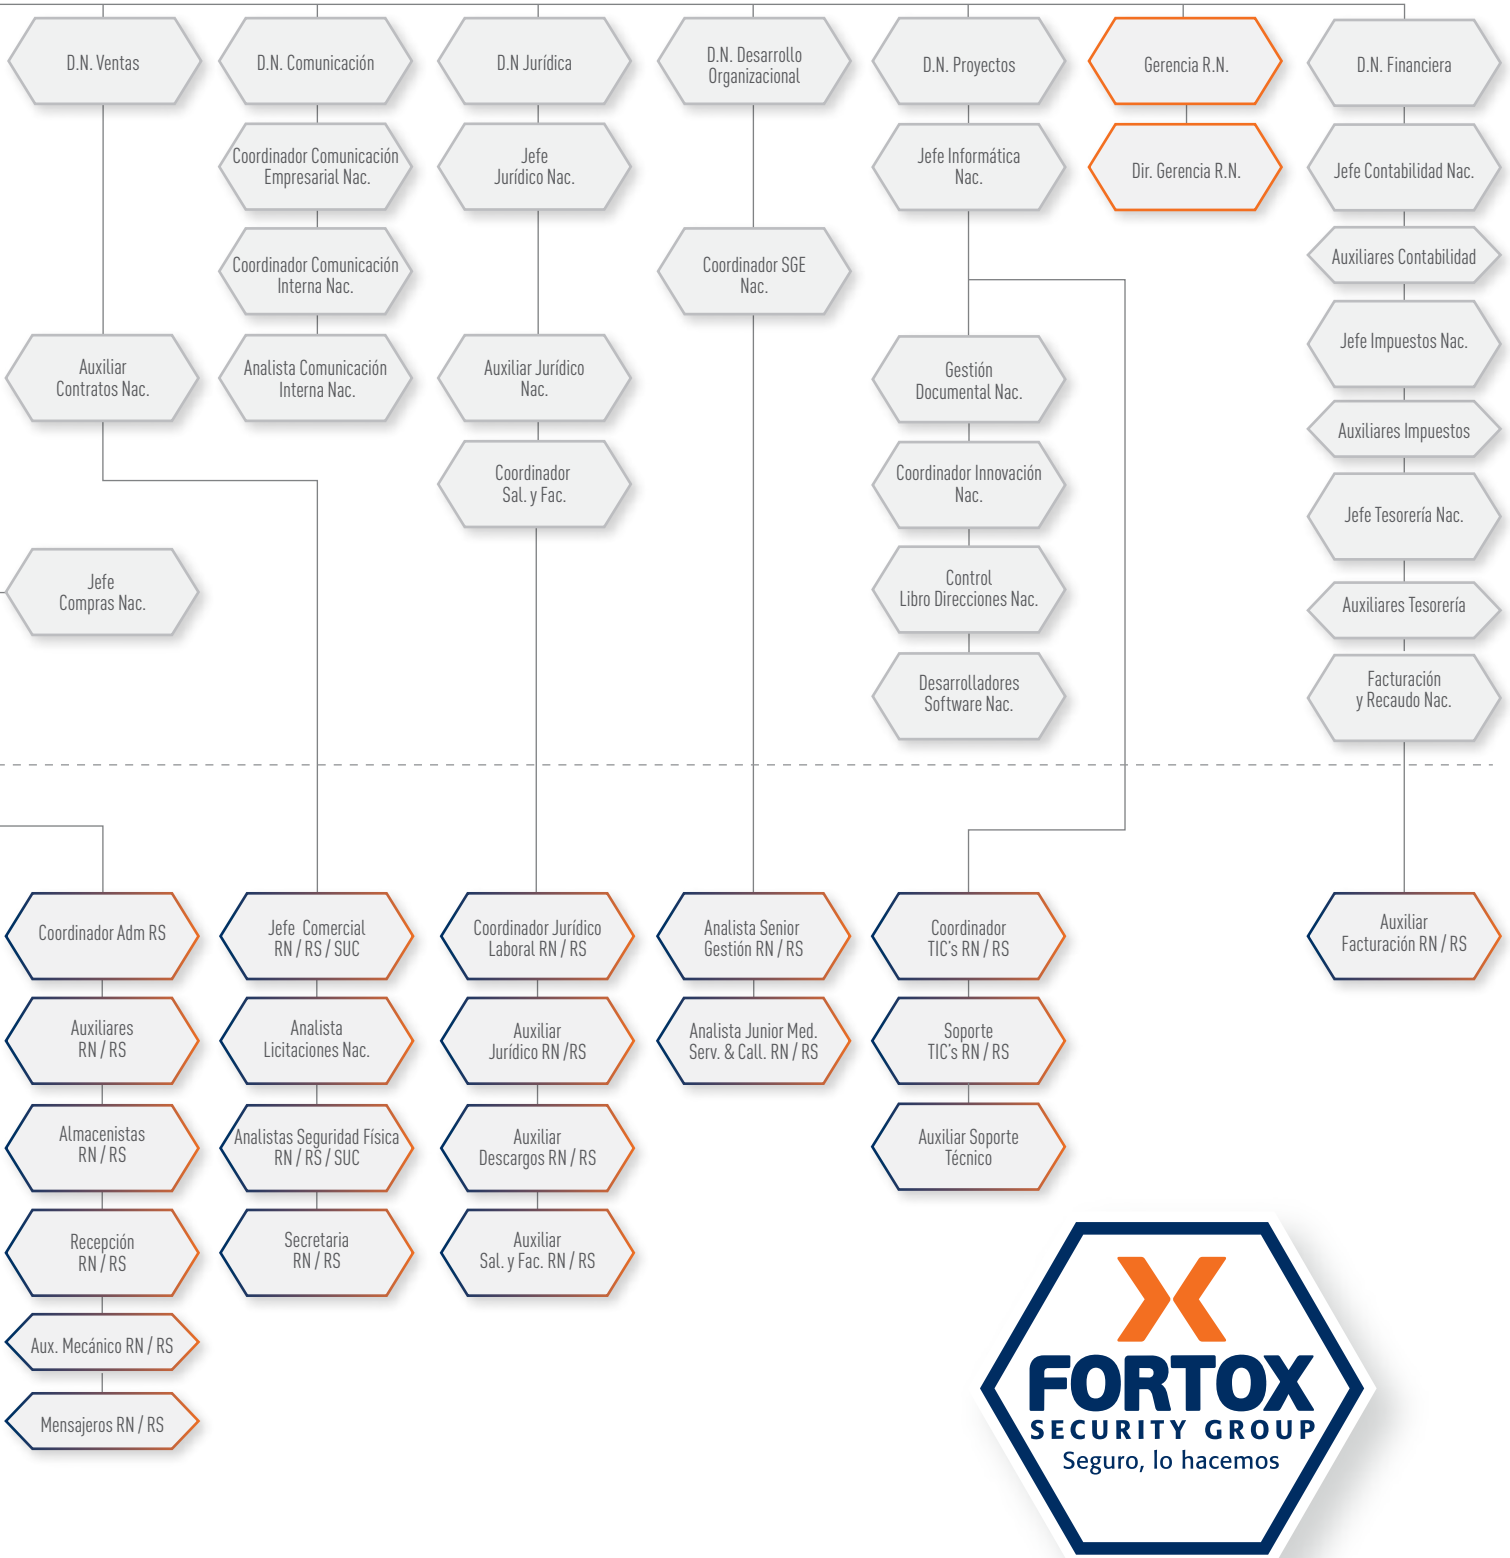 D.N. Ventas
D.N. Comunicación
D.N Jurídica
D.N. Desarrollo
Organizacional
D.N. Proyectos
Gerencia R.N.
D.N. Financiera
Coordinador Comunicación
Empresarial Nac.
Jefe
Jurídico Nac.
Jefe Informática
Nac.
Dir. Gerencia R.N.
Jefe Contabilidad Nac.
Coordinador Comunicación
Interna Nac.
Coordinador SGE
Nac.
Auxiliares Contabilidad
Jefe Impuestos Nac.
Auxiliar
Contratos Nac.
Analista Comunicación
Interna Nac.
Auxiliar Jurídico
Nac.
Gestión
Documental Nac.
Auxiliares Impuestos
Coordinador
Sal. y Fac.
Coordinador Innovación
Nac.
Jefe Tesorería Nac.
Jefe
Compras Nac.
Control
Libro Direcciones Nac.
Auxiliares Tesorería
Desarrolladores
Software Nac.
Facturación
y Recaudo Nac.
Coordinador Adm RS
Jefe Comercial
RN / RS / SUC
Coordinador Jurídico
Laboral RN / RS
Analista Senior
Gestión RN / RS
Coordinador
TIC's RN / RS
Auxiliar
Facturación RN / RS
Auxiliares
RN / RS
Analista
Licitaciones Nac.
Auxiliar
Jurídico RN /RS
Analista Junior Med.
Serv. & Call. RN / RS
Soporte
TIC's RN / RS
Almacenistas
RN / RS
Analistas Seguridad Física
RN / RS / SUC
Auxiliar
Descargos RN / RS
Auxiliar Soporte
Técnico
Recepción
RN / RS
Secretaria
RN / RS
Auxiliar
Sal. y Fac. RN / RS
Aux. Mecánico RN / RS
Mensajeros RN / RS
FORTOX
SECURITY GROUP
Seguro, lo hacemos